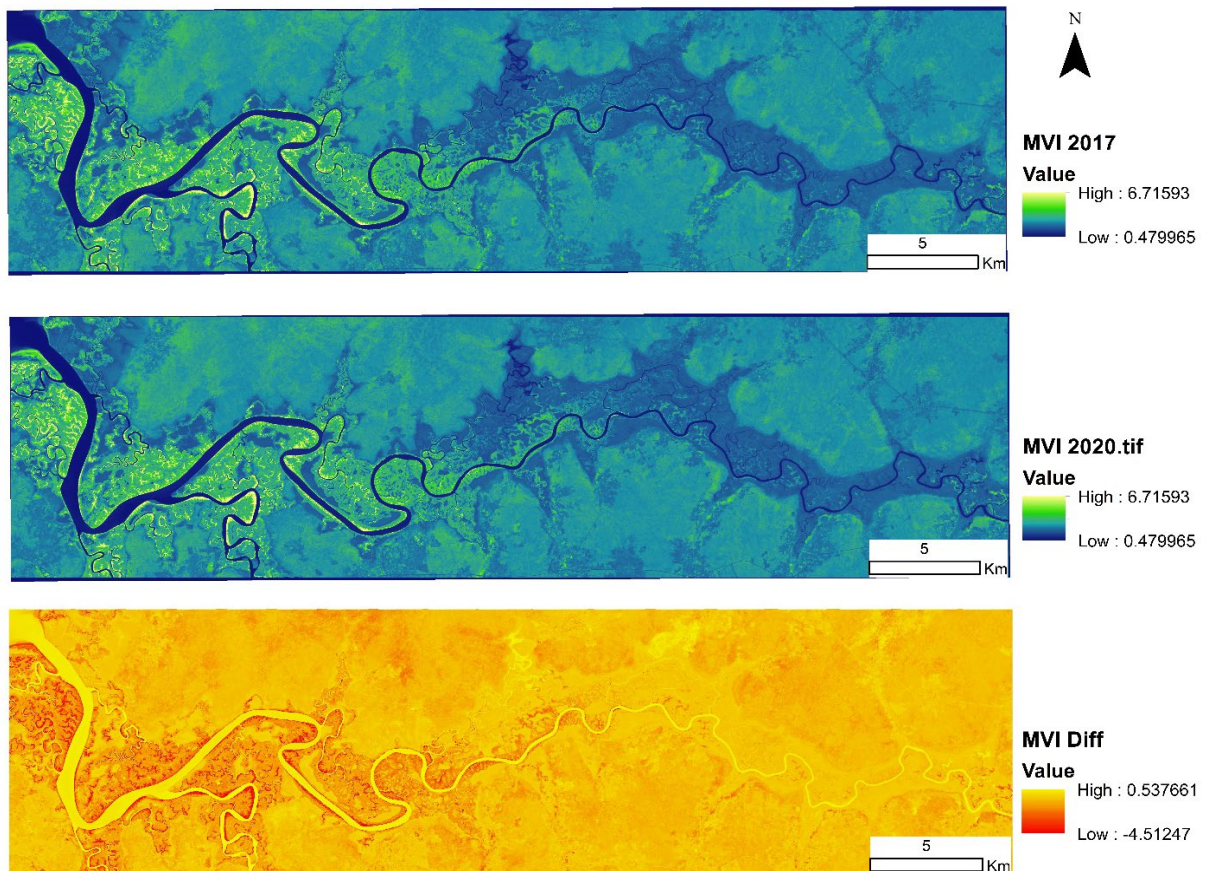 N
MVI 2017
Value
High : 6.71593
Low : 0.479965
5
Km
MVI 2020.tif
Value
High : 6.71593
Low : 0.479965
5
Km
MVI Diff
Value
High : 0.537661
Low : -4.51247
5
Km